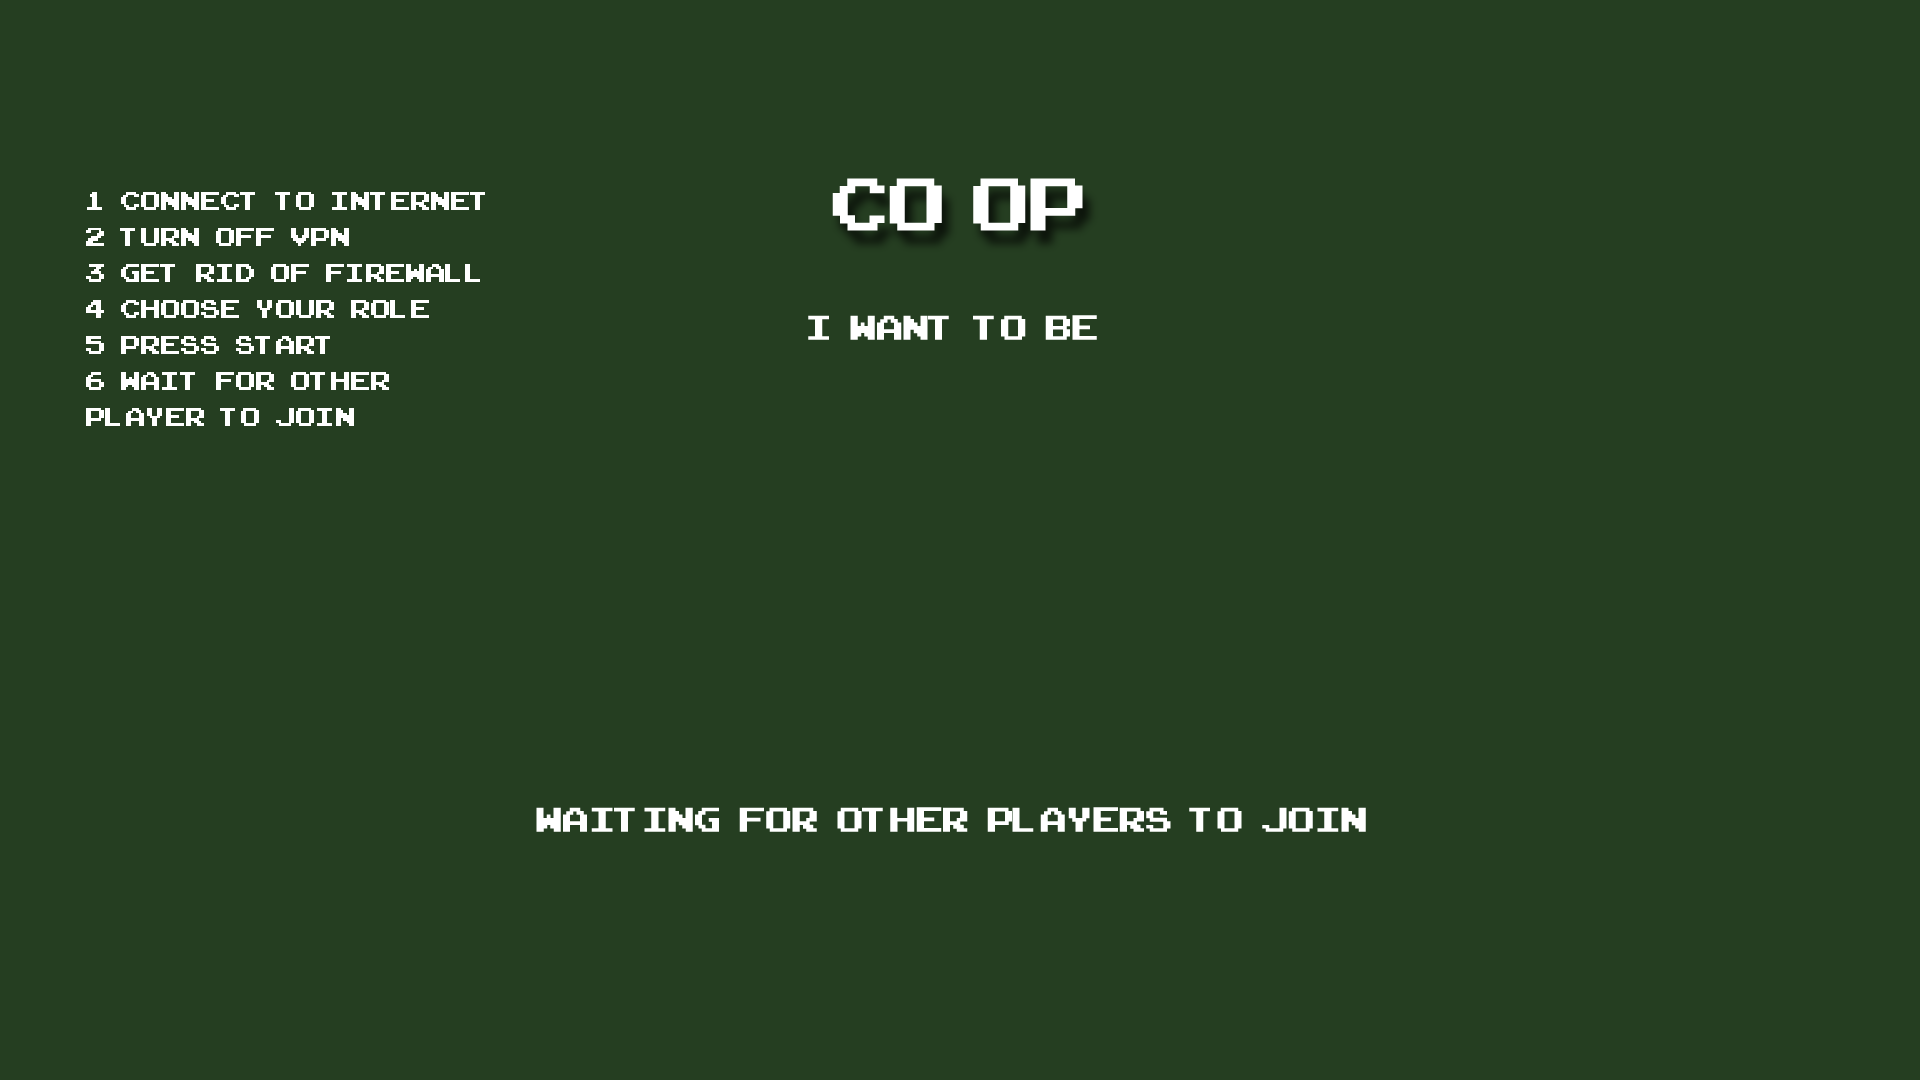 1 CONNECT TO INTERNET
2 TURN OFF VPN
3 GET RID OF FIREWALL
4 CHOOSE YOUR ROLE
5 PRESS START
6 WAIT FOR OTHER
PLAYER TO JOIN
CO OP
I WANT TO BE
WAITING FOR OTHER PLAYERS TO JOIN